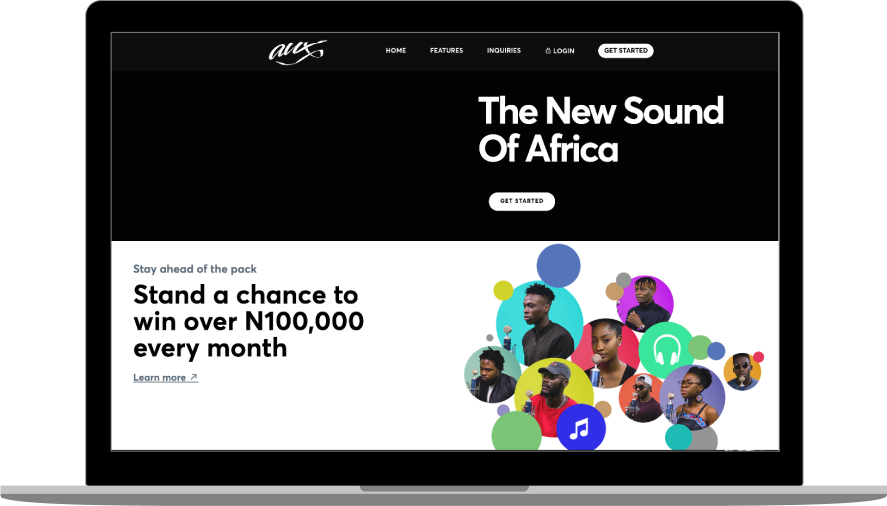 aux
HOME FEATURES INQUIRIES LOGIN GET STARTED
The New Sound
Of Africa
GET STARTED
Stay ahead of the pack
Stand a chance to
win over N100,000
every month
Learn more ↗